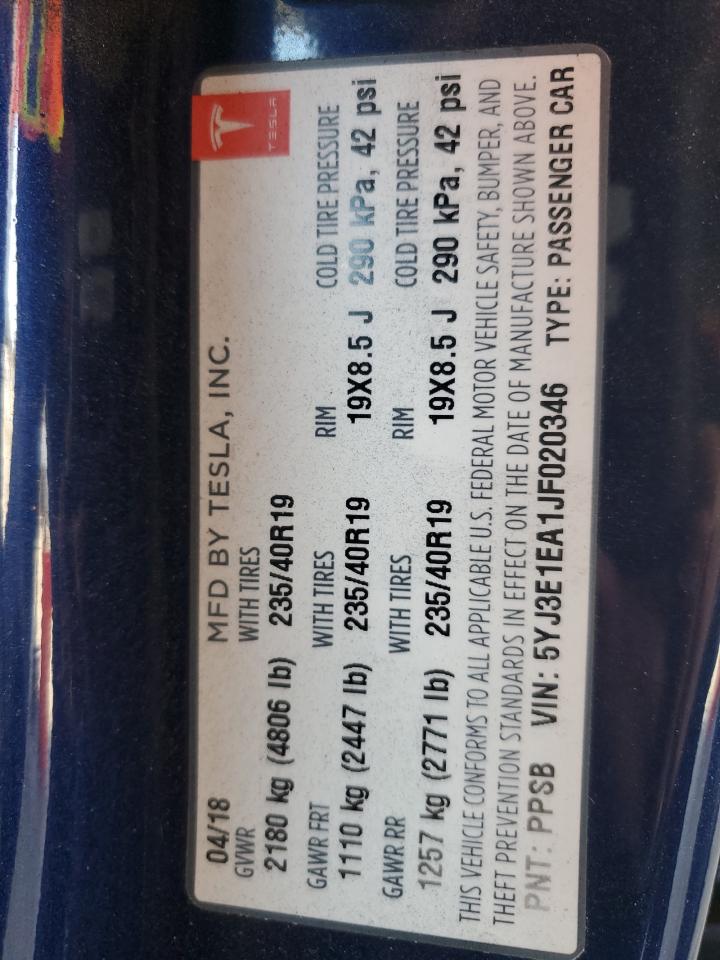 04/18 MFD BY TESLA, INC. TESLA
GVWR WITH TIRES
2180 kg (4806 lb) 235/40R19
GAWR FRT WITH TIRES RIM COLD TIRE PRESSURE
1110 kg (2447 lb) 235/40R19 19X8.5 J 290 kPa, 42 psi
GAWR RR WITH TIRES RIM COLD TIRE PRESSURE
1257 kg (2771 lb) 235/40R19 19X8.5 J 290 kPa, 42 psi
THIS VEHICLE CONFORMS TO ALL APPLICABLE U.S. FEDERAL MOTOR VEHICLE SAFETY, BUMPER, AND
THEFT PREVENTION STANDARDS IN EFFECT ON THE DATE OF MANUFACTURE SHOWN ABOVE.
PNT: PPSB VIN: 5YJ3E1EA1JF020346 TYPE: PASSENGER CAR